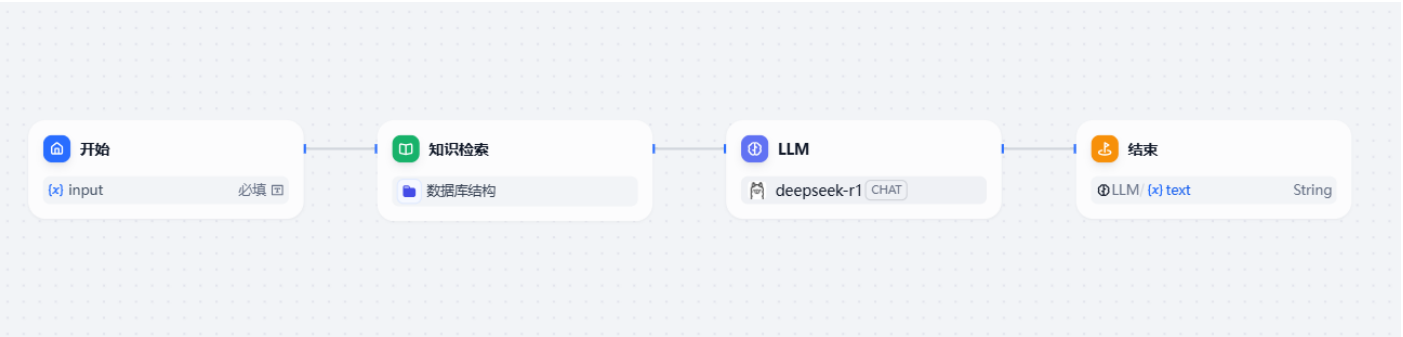 开始
input 必填
知识检索
数据库结构
LLM
deepseek-r1 CHAT
结束
LLM/ {x} text String